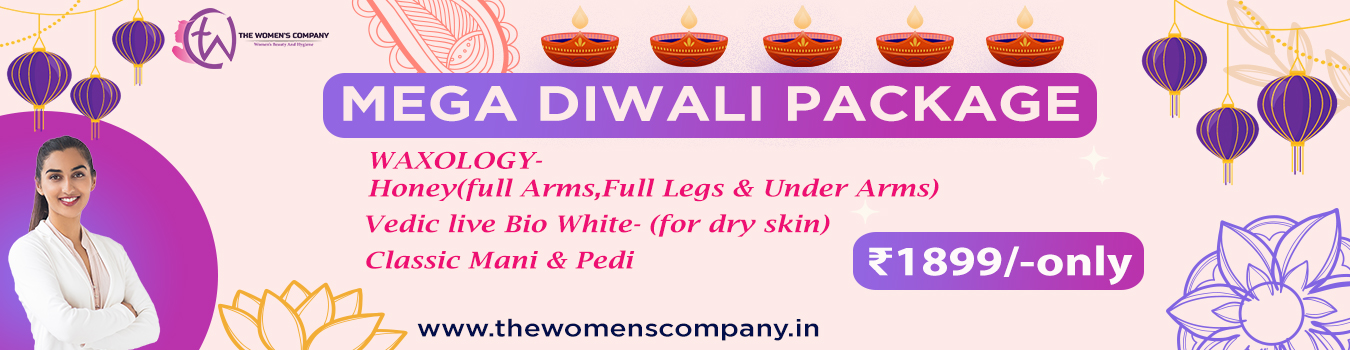 tw
THE WOMEN'S COMPANY
Women's Beauty And Hygiene
MEGA DIWALI PACKAGE
WAXOLOGY-
Honey(full Arms,Full Legs & Under Arms)
Vedic live Bio White- (for dry skin)
Classic Mani & Pedi
₹1899/-only
www.thewomenscompany.in